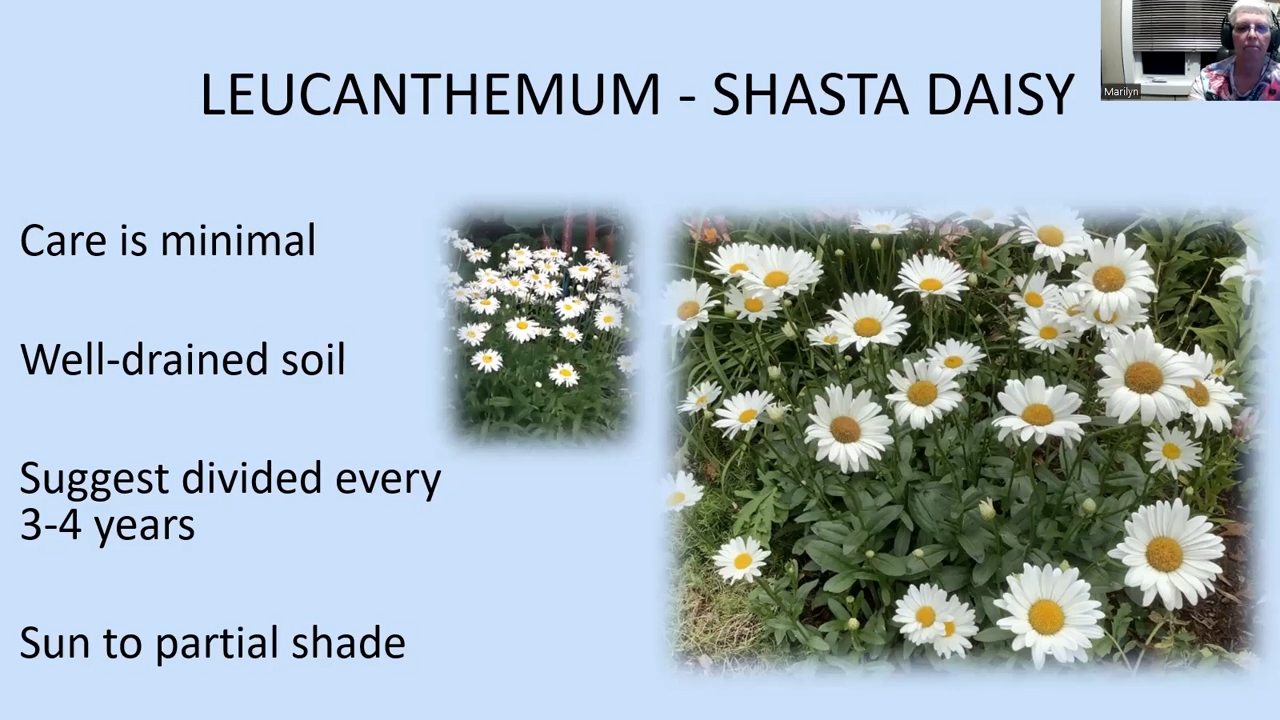 LEUCANTHEMUM - SHASTA DAISY
Marilyn
Care is minimal
Well-drained soil
Suggest divided every
3-4 years
Sun to partial shade